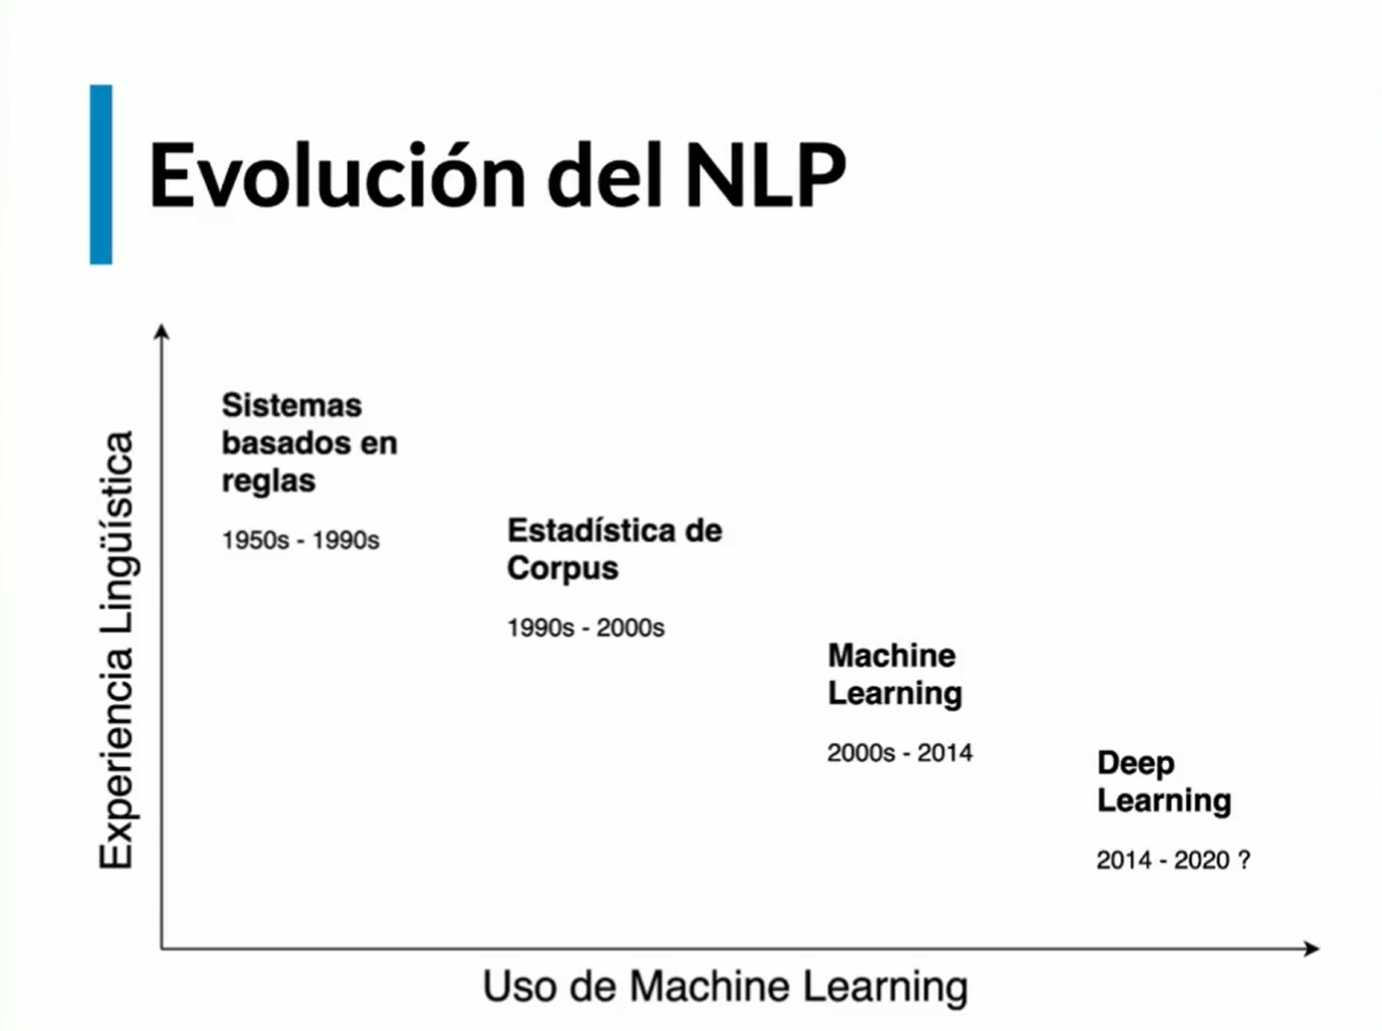 Evolución del NLP
Experiencia Lingüística
Sistemas
basados en
reglas
1950s - 1990s
Estadística de
Corpus
1990s - 2000s
Machine
Learning
2000s - 2014
Deep
Learning
2014 - 2020 ?
Uso de Machine Learning